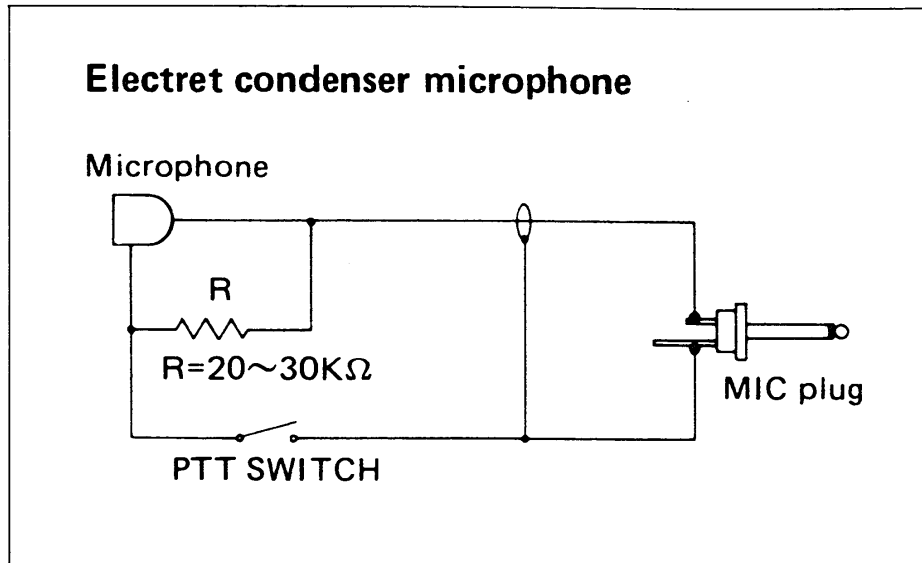 Electret condenser microphone
Microphone
R
R=20～30KΩ
MIC plug
PTT SWITCH